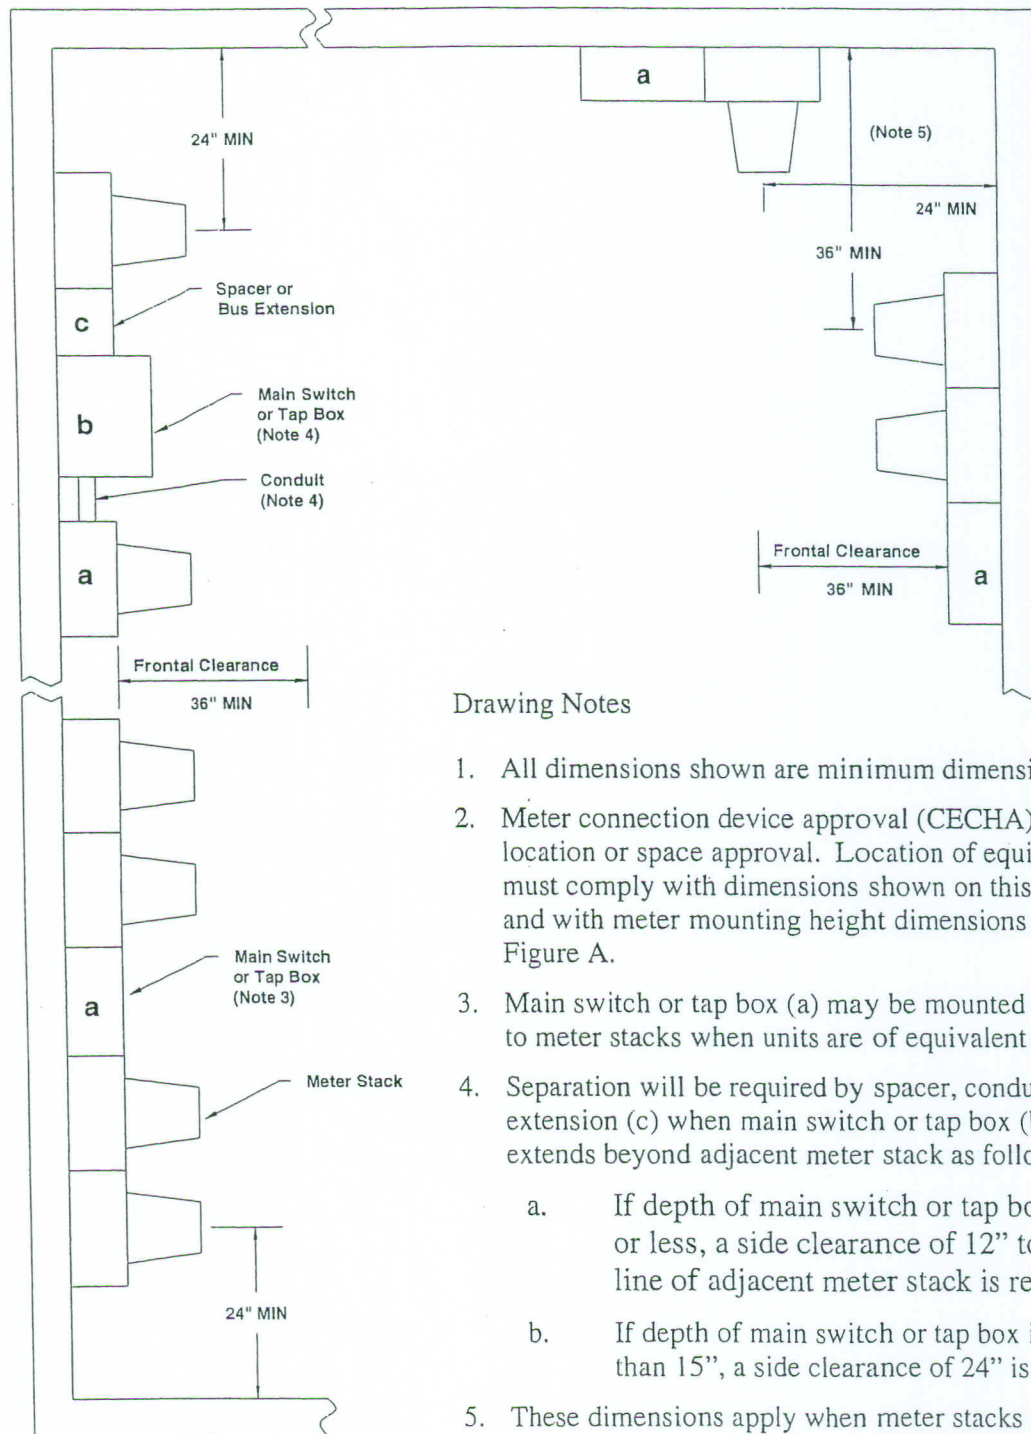 a
24" MIN
(Note 5)
24" MIN
36" MIN
Spacer or
Bus Extension
c
Main Switch
or Tap Box
(Note 4)
b
Conduit
(Note 4)
a
Frontal Clearance
36" MIN
a
Frontal Clearance
36" MIN
Drawing Notes
1. All dimensions shown are minimum dimensi
2. Meter connection device approval (CECHA)
location or space approval. Location of equi
must comply with dimensions shown on this
and with meter mounting height dimensions
Figure A.
Main Switch
or Tap Box
(Note 3)
a
3. Main switch or tap box (a) may be mounted
to meter stacks when units are of equivalent
Meter Stack
4. Separation will be required by spacer, condu
extension (c) when main switch or tap box (
extends beyond adjacent meter stack as follo
a. If depth of main switch or tap bo
or less, a side clearance of 12” to
line of adjacent meter stack is re
24" MIN
b. If depth of main switch or tap box i
than 15”, a side clearance of 24” is
5. These dimensions apply when meter stacks